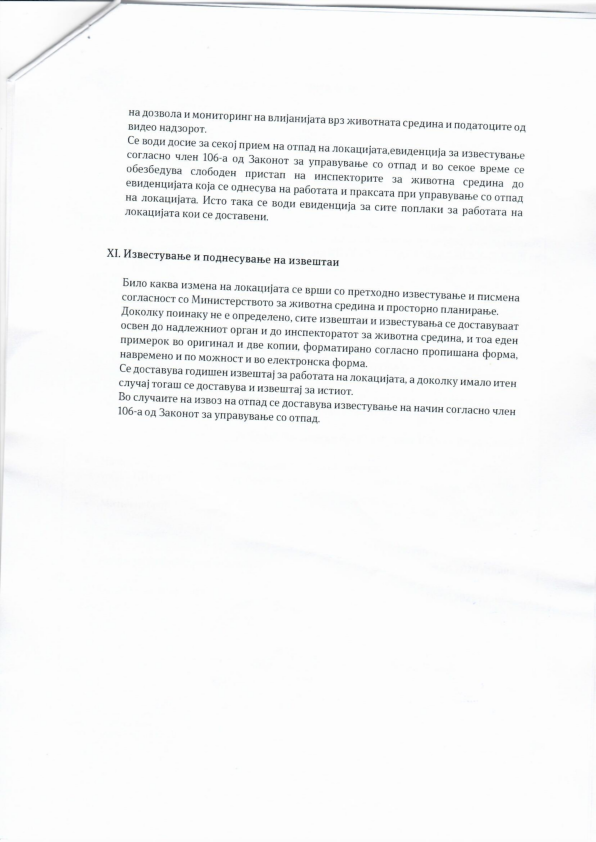 на дозвола и мониторинг на влијанијата врз животната средина и податоците од
видео надзорот.
Се води досие за секој прием на отпад на локацијата,евиденција за известување
согласно член 106-а од Законот за управување со отпад и во секое време се
обезбедува слободен пристап на инспекторите за животна средина до
евиденцијата која се однесува на работата и праксата при управување со отпад
на локацијата. Исто така се води евиденција за сите поплаки за работата на
локацијата кои се доставени.
XI. Известување и поднесување на извештаи
Било каква измена на локацијата се врши со претходно известување и писмена
согласност со Министерството за животна средина и просторно планирање.
Доколку поинаку не е определено, сите извештаи и известувања се доставуваат
освен до надлежниот орган и до инспекторатот за животна средина, и тоа еден
примерок во оригинал и две копии, форматирано согласно пропишана форма,
навремено и по можност и во електронска форма.
Се доставува годишен извештај за работата на локацијата, а доколку имало итен
случај тогаш се доставува и извештај за истиот.
Во случаите на извоз на отпад се доставува известување на начин согласно член
106-а од Законот за управување со отпад.